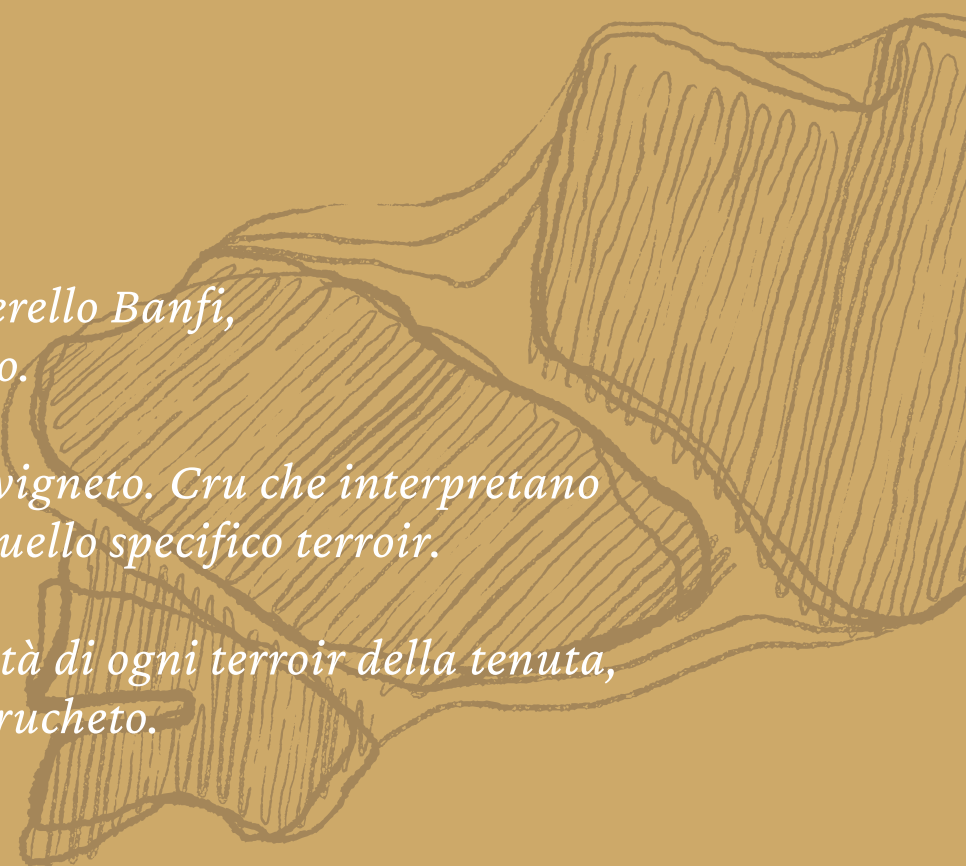 erello Banfi,
o.
vigneto. Cru che interpretano
uello specifico terroir.
tà di ogni terroir della tenuta,
rucheto.